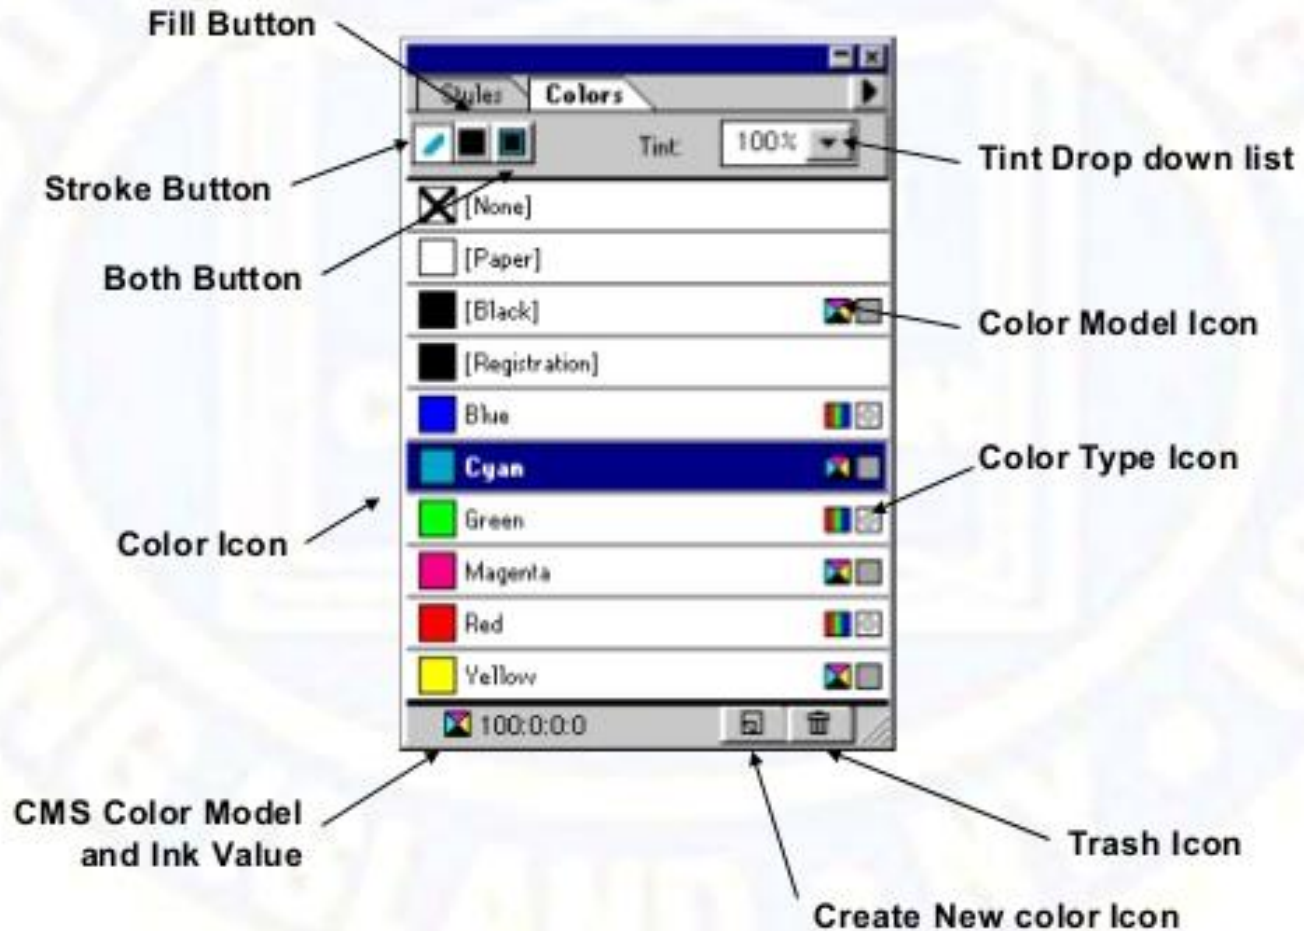 Fill Button
Styles Colors
Tint: 100%
Tint Drop down list
Stroke Button
[None]
[Paper]
Both Button
[Black]
Color Model Icon
[Registration]
Blue
Cyan
Color Type Icon
Green
Color Icon
Magenta
Red
Yellow
100:0:0:0
CMS Color Model
and Ink Value
Trash Icon
Create New color Icon